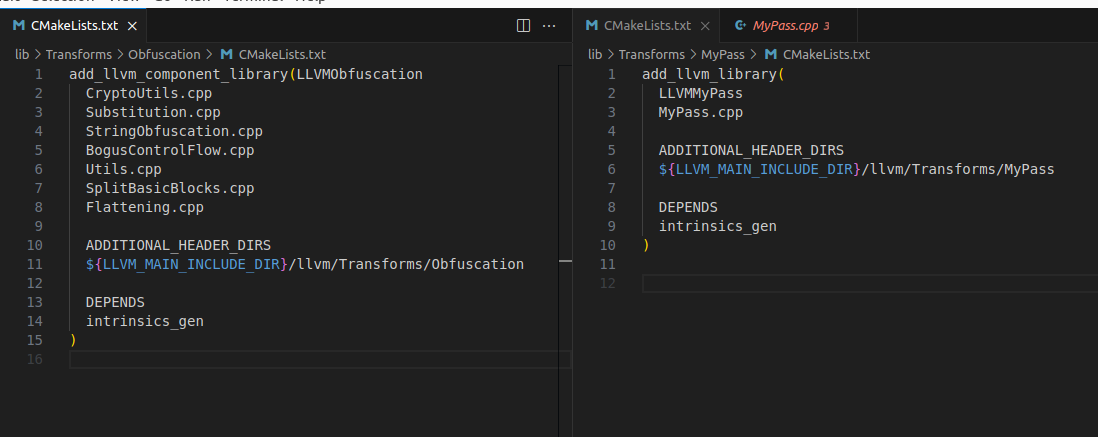 CMakeLists.txt
lib > Transforms > Obfuscation > CMakeLists.txt
1 add_llvm_component_library(LLVMObfuscation
2 CryptoUtils.cpp
3 Substitution.cpp
4 StringObfuscation.cpp
5 BogusControlFlow.cpp
6 Utils.cpp
7 SplitBasicBlocks.cpp
8 Flattening.cpp
9
10 ADDITIONAL_HEADER_DIRS
11 ${LLVM_MAIN_INCLUDE_DIR}/llvm/Transforms/Obfuscation
12
13 DEPENDS
14 intrinsics_gen
15 )
16
CMakeLists.txt MyPass.cpp 3
lib > Transforms > MyPass > CMakeLists.txt
1 add_llvm_library(
2 LLVMMyPass
3 MyPass.cpp
4
5 ADDITIONAL_HEADER_DIRS
6 ${LLVM_MAIN_INCLUDE_DIR}/llvm/Transforms/MyPass
7
8 DEPENDS
9 intrinsics_gen
10 )
11
12